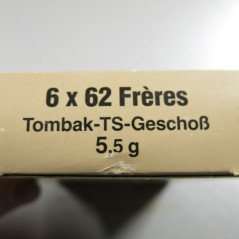 6 x 62 Frères
Tombak-TS-Geschoß
5,5 g